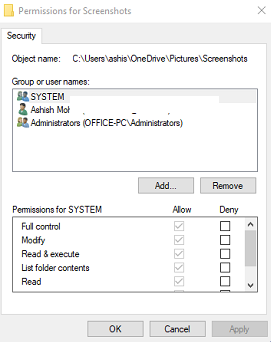 Permissions for Screenshots
Security
Object name: C:\Users\ashis\OneDrive\Pictures\Screenshots
Group or user names:
SYSTEM
Ashish
Administrators (OFFICE-PC\Administrators)
Add... Remove
Permissions for SYSTEM Allow Deny
Full control
Modify
Read & execute
List folder contents
Read
OK Cancel Apply